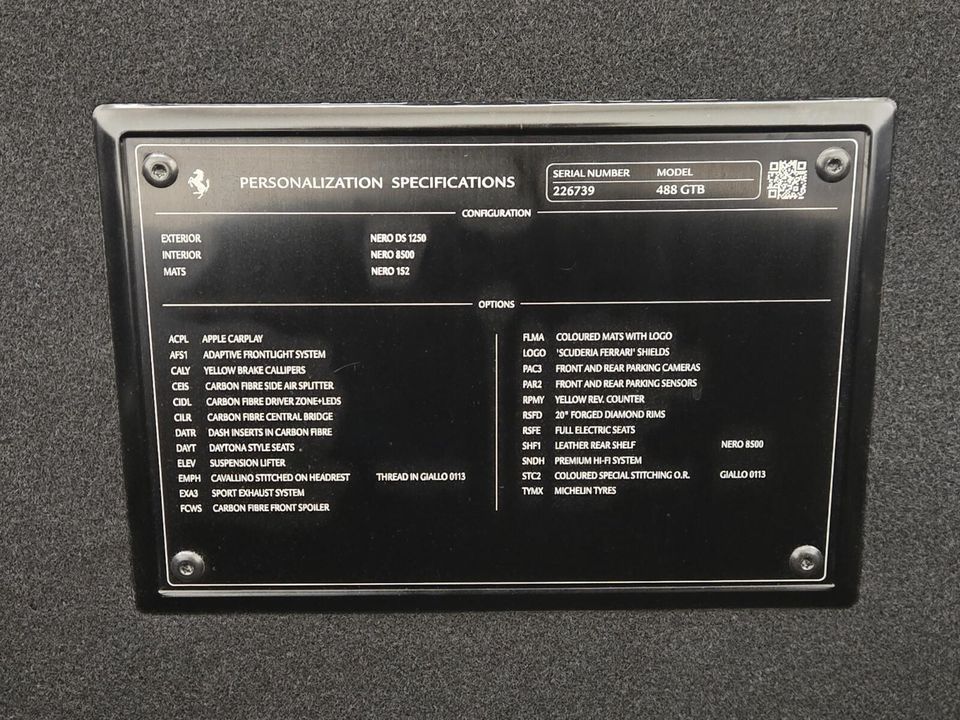 PERSONALIZATION SPECIFICATIONS
SERIAL NUMBER MODEL
226739 488 GTB
CONFIGURATION
EXTERIOR NERO DS 1250
INTERIOR NERO 8500
MATS NERO 152
OPTIONS
ACPL APPLE CARPLAY
AFS1 ADAPTIVE FRONTLIGHT SYSTEM
CALY YELLOW BRAKE CALLIPERS
CEIS CARBON FIBRE SIDE AIR SPLITTER
CIDL CARBON FIBRE DRIVER ZONE+LEDS
CILR CARBON FIBRE CENTRAL BRIDGE
DATR DASH INSERTS IN CARBON FIBRE
DAYT DAYTONA STYLE SEATS
ELEV SUSPENSION LIFTER
EMPH CAVALLINO STITCHED ON HEADREST THREAD IN GIALLO 0113
EXA3 SPORT EXHAUST SYSTEM
FCWS CARBON FIBRE FRONT SPOILER
FLMA COLOURED MATS WITH LOGO
LOGO 'SCUDERIA FERRARI' SHIELDS
PAC3 FRONT AND REAR PARKING CAMERAS
PAR2 FRONT AND REAR PARKING SENSORS
RPMY YELLOW REV. COUNTER
RSFD 20" FORGED DIAMOND RIMS
RSFE FULL ELECTRIC SEATS
SHF1 LEATHER REAR SHELF NERO 8500
SNDH PREMIUM HI-FI SYSTEM
STC2 COLOURED SPECIAL STITCHING O.R. GIALLO 0113
TYMX MICHELIN TYRES